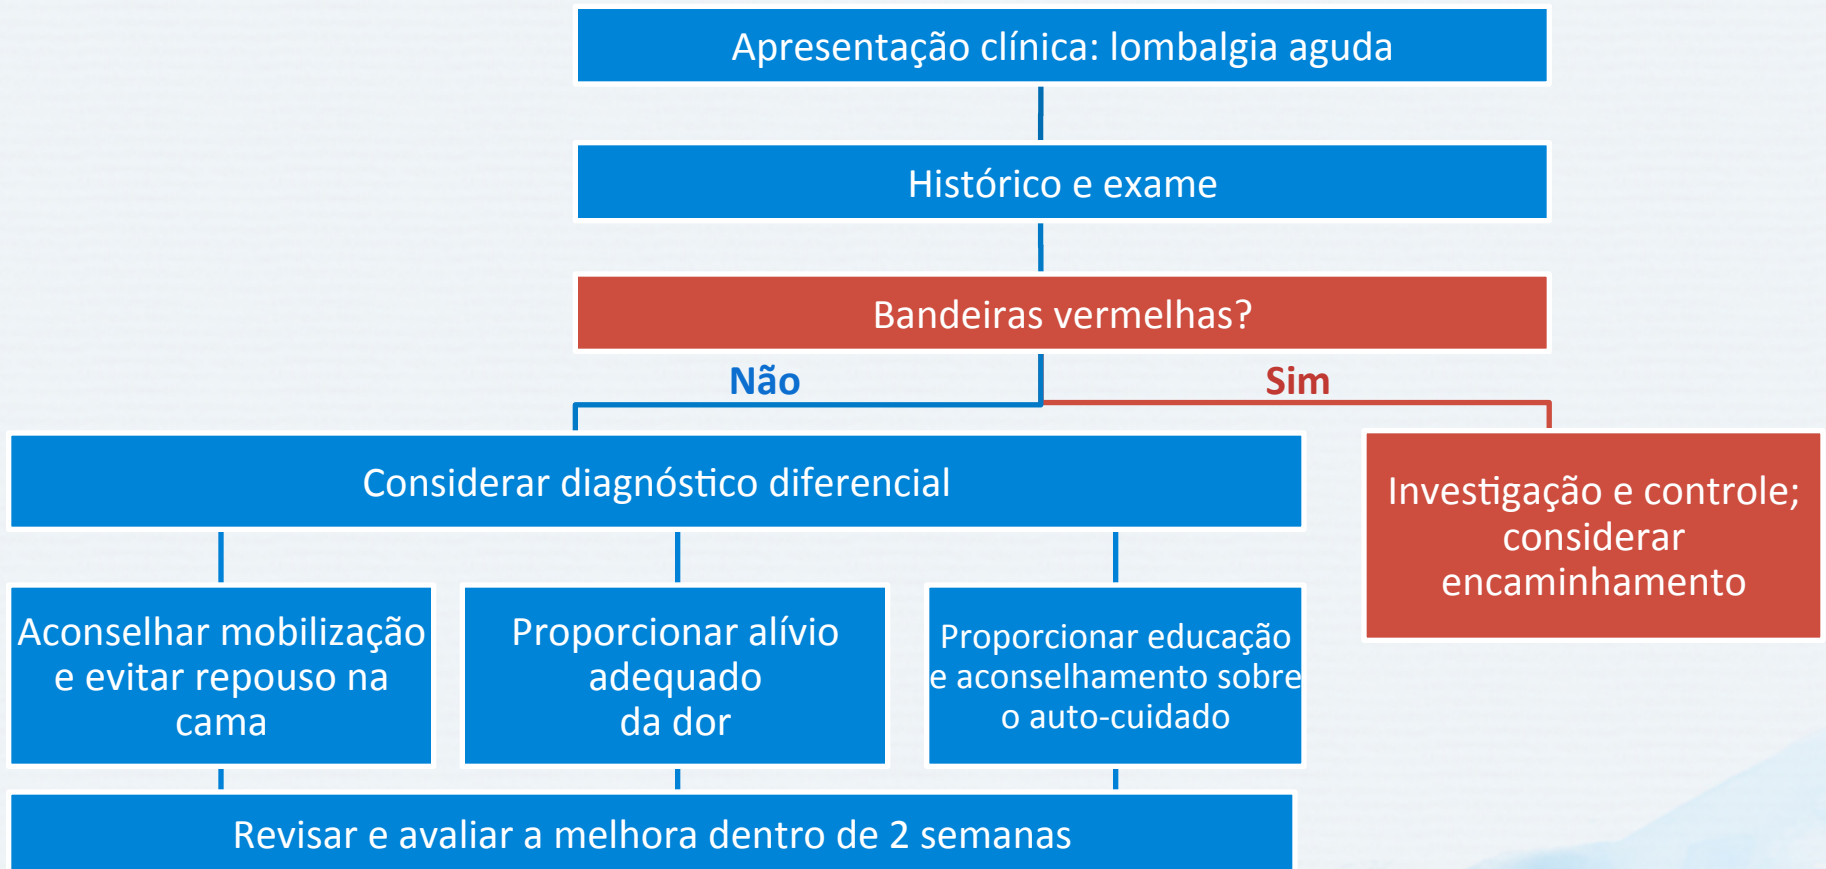 Apresentação clínica: lombalgia aguda
Histórico e exame
Bandeiras vermelhas?
Não
Sim
Considerar diagnóstico diferencial
Investigação e controle;
considerar
encaminhamento
Aconselhar mobilização
e evitar repouso na
cama
Proporcionar alívio
adequado
da dor
Proporcionar educação
e aconselhamento sobre
o auto-cuidado
Revisar e avaliar a melhora dentro de 2 semanas